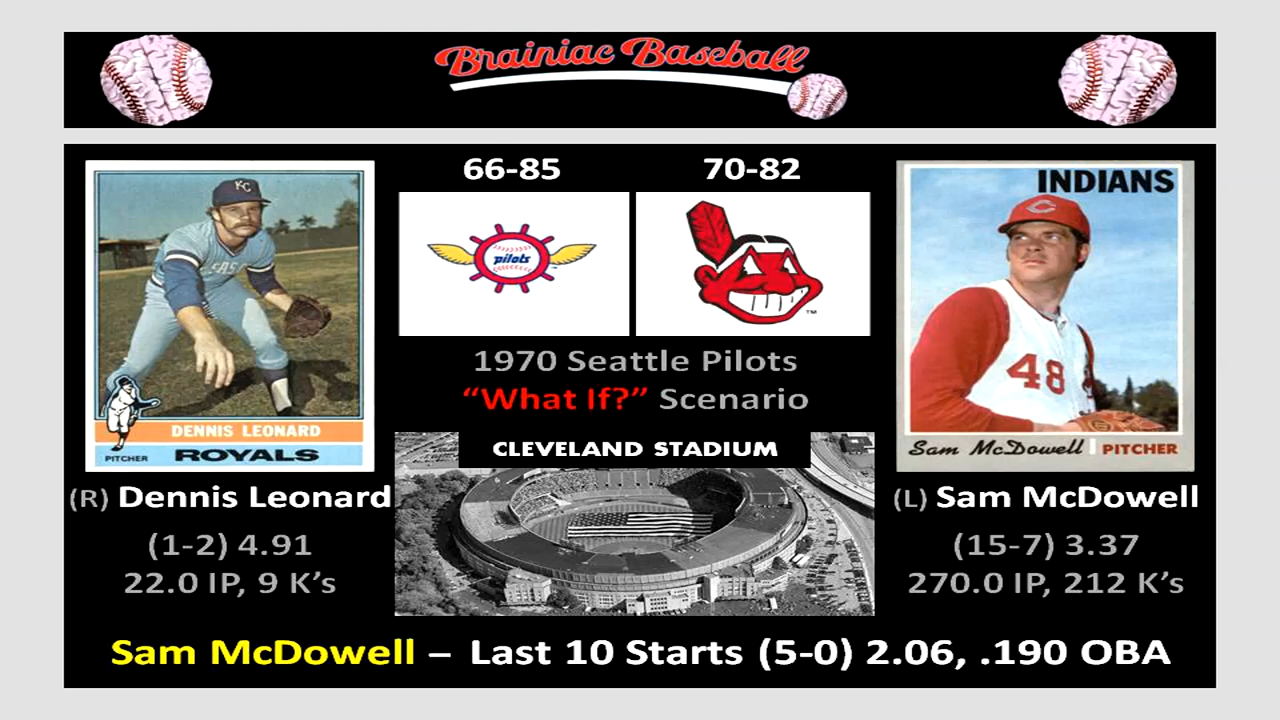 Brainiac Baseball
66-85
70-82
KC
DENNIS LEONARD
PITCHER ROYALS
pilots
TM
INDIANS
C
48
Sam McDowell PITCHER
1970 Seattle Pilots
“What If?” Scenario
CLEVELAND STADIUM
(R) Dennis Leonard
(1-2) 4.91
22.0 IP, 9 K’s
(L) Sam McDowell
(15-7) 3.37
270.0 IP, 212 K’s
Sam McDowell – Last 10 Starts (5-0) 2.06, .190 OBA